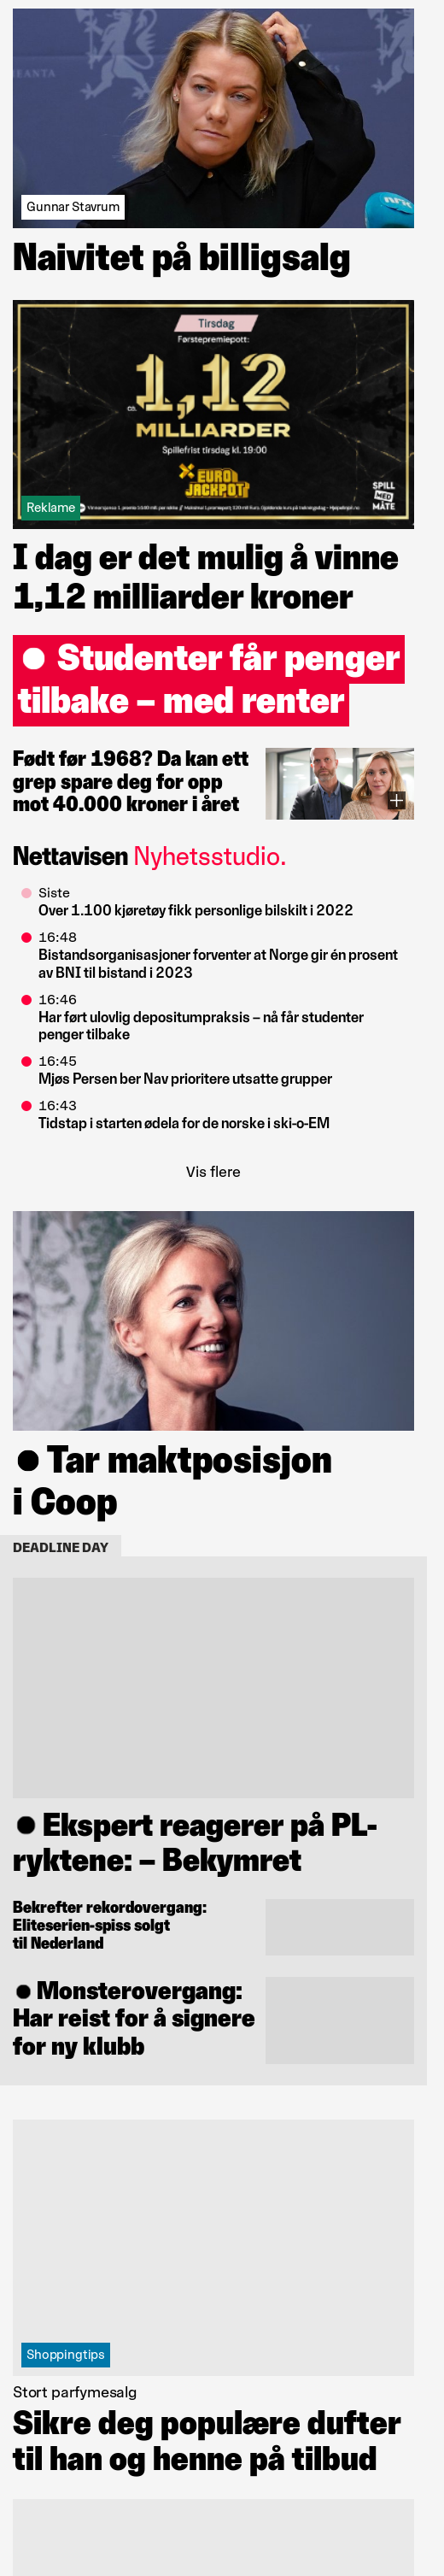 EANTA
nrk
Gunnar Stavrum
Naivitet på billigsalg
Tirsdag
Førstepremiepott:
ca. 1,12
MILLIARDER
Spillefrist tirsdag kl. 19:00
EURO
JACKPOT
SPILL
MED
MÅTE
Reklame
I dag er det mulig å vinne
1,12 milliarder kroner
Studenter får penger
tilbake – med renter
Født før 1968? Da kan ett
grep spare deg for opp
mot 40.000 kroner i året
Nettavisen Nyhetsstudio.
Siste
Over 1.100 kjøretøy fikk personlige bilskilt i 2022
16:48
Bistandsorganisasjoner forventer at Norge gir én prosent
av BNI til bistand i 2023
16:46
Har ført ulovlig depositumpraksis – nå får studenter
penger tilbake
16:45
Mjøs Persen ber Nav prioritere utsatte grupper
16:43
Tidstap i starten ødela for de norske i ski-o-EM
Vis flere
Tar maktposisjon
i Coop
DEADLINE DAY
Ekspert reagerer på PL-
ryktene: – Bekymret
Bekrefter rekordovergang:
Eliteserien-spiss solgt
til Nederland
Monsterovergang:
Har reist for å signere
for ny klubb
Shoppingtips
Stort parfymesalg
Sikre deg populære dufter
til han og henne på tilbud